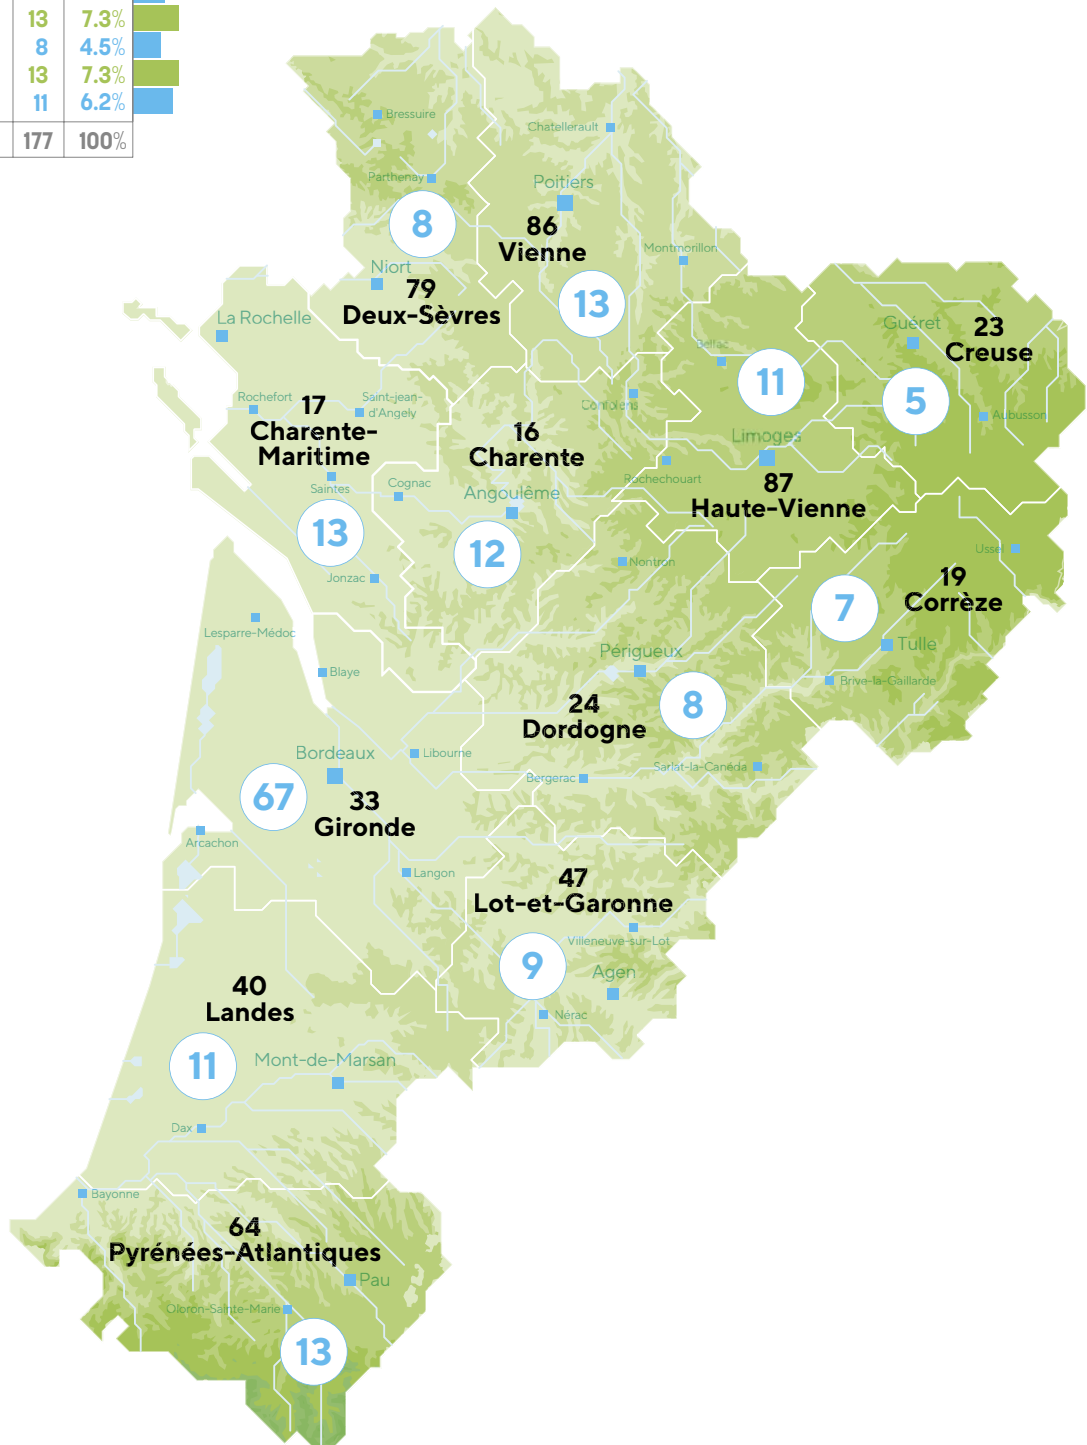 13 7.3%
8 4.5%
13 7.3%
11 6.2%
177 100%
Bressuire
Chatellerault
Parthenay
Poitiers
8
86
Vienne
Montmorillon
Niort
79
Deux-Sèvres
13
La Rochelle
Guéret
23
Creuse
Bellac
11
5
Rochefort
17
Charente-
Maritime
Saint-jean-
d'Angely
Confolens
Aubusson
16
Charente
Limoges
Saintes
Cognac
Angoulême
Rochechouart
87
Haute-Vienne
13
12
Jonzac
Nontron
Ussel
19
Corrèze
7
Lesparre-Médoc
Blaye
Périgueux
Tulle
Brive-la-Gaillarde
24
Dordogne
8
Bordeaux
Libourne
Bergerac
Sarlat-la-Canéda
67
33
Gironde
Arcachon
Langon
47
Lot-et-Garonne
Villeneuve-sur-Lot
9
Agen
Nérac
40
Landes
11
Mont-de-Marsan
Dax
Bayonne
64
Pyrénées-Atlantiques
Pau
Oloron-Sainte-Marie
13